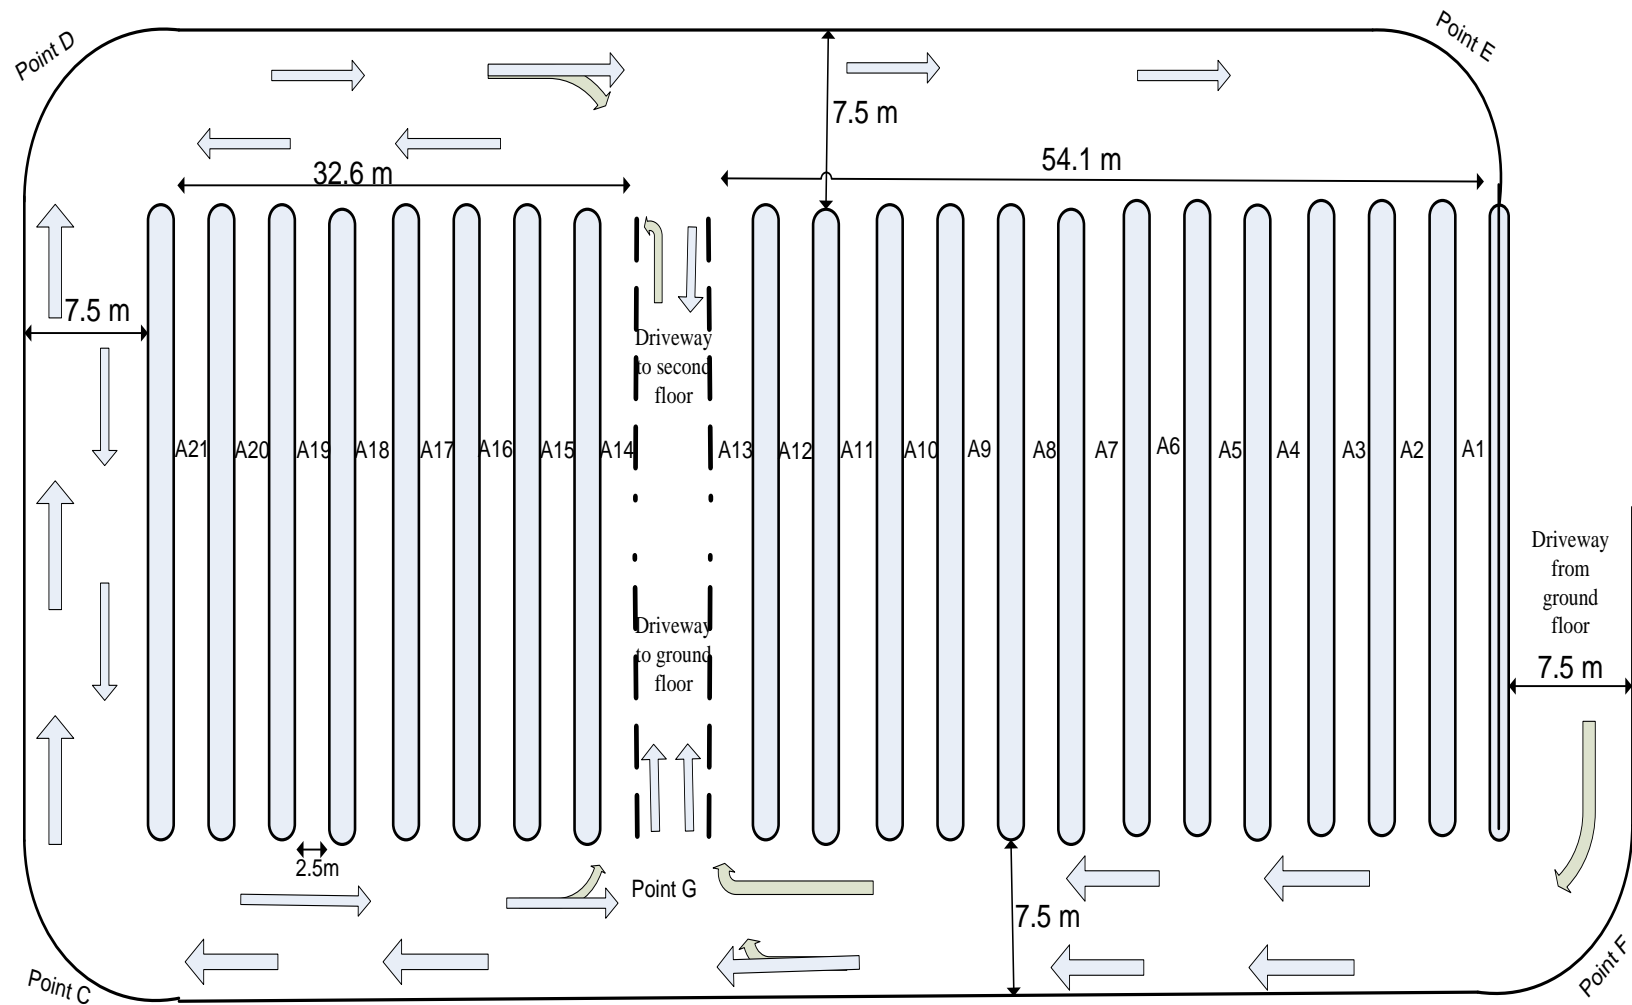 Point D
Point E
7.5 m
54.1 m
32.6 m
7.5 m
Driveway
to second
floor
A21
A20
A19
A18
A17
A16
A15
A14
A13
A12
A11
A10
A9
A8
A7
A6
A5
A4
A3
A2
A1
Driveway
from
ground
floor
Driveway
to ground
floor
7.5 m
2.5m
Point G
7.5 m
Point C
Point F